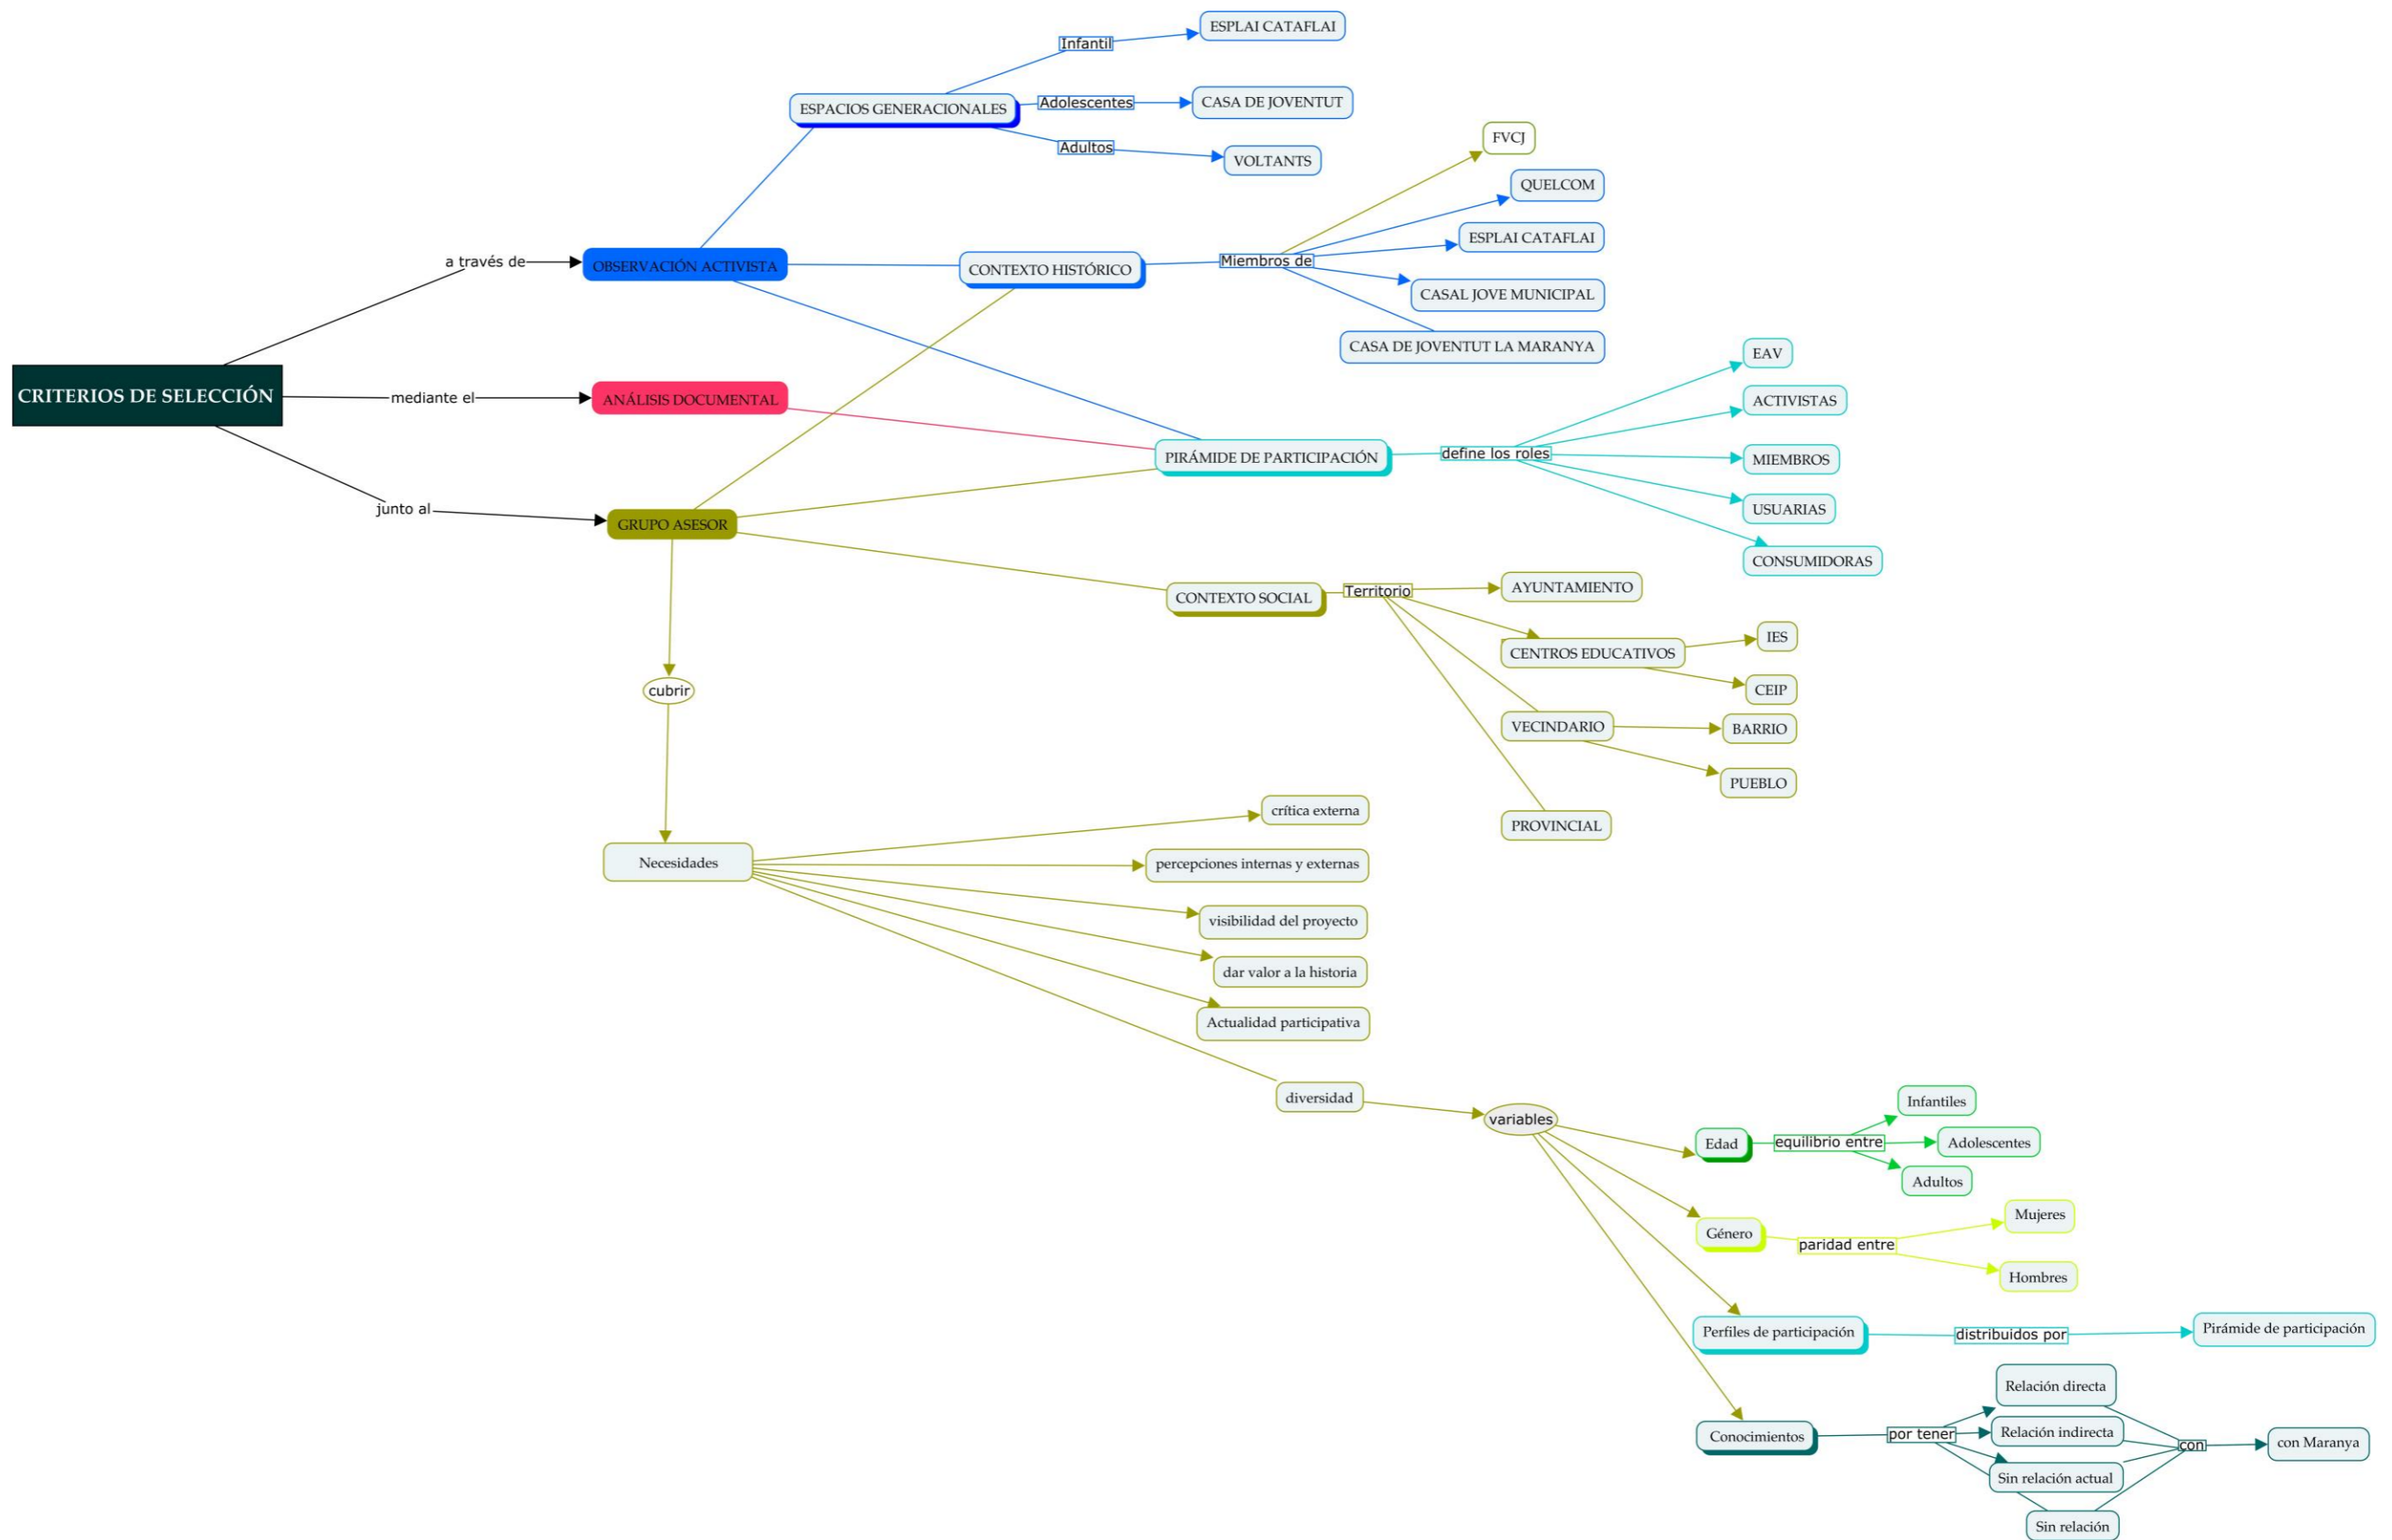 ESPLAI CATAFLAI
Infantil
ESPACIOS GENERACIONALES
Adolescentes
CASA DE JOVENTUT
Adultos
VOLTANTS
FVCJ
QUELCOM
ESPLAI CATAFLAI
a través de
OBSERVACIÓN ACTIVISTA
CONTEXTO HISTÓRICO
Miembros de
CASAL JOVE MUNICIPAL
CASA DE JOVENTUT LA MARANYA
CRITERIOS DE SELECCIÓN
mediante el
ANÁLISIS DOCUMENTAL
EAV
ACTIVISTAS
PIRÁMIDE DE PARTICIPACIÓN
define los roles
MIEMBROS
USUARIAS
CONSUMIDORAS
junto al
GRUPO ASESOR
CONTEXTO SOCIAL
Territorio
AYUNTAMIENTO
CENTROS EDUCATIVOS
IES
CEIP
VECINDARIO
BARRIO
PUEBLO
PROVINCIAL
cubrir
Necesidades
crítica externa
percepciones internas y externas
visibilidad del proyecto
dar valor a la historia
Actualidad participativa
diversidad
variables
Edad
equilibrio entre
Infantiles
Adolescentes
Adultos
Género
paridad entre
Mujeres
Hombres
Perfiles de participación
distribuidos por
Pirámide de participación
Conocimientos
por tener
Relación directa
Relación indirecta
Sin relación actual
Sin relación
con
con Maranya